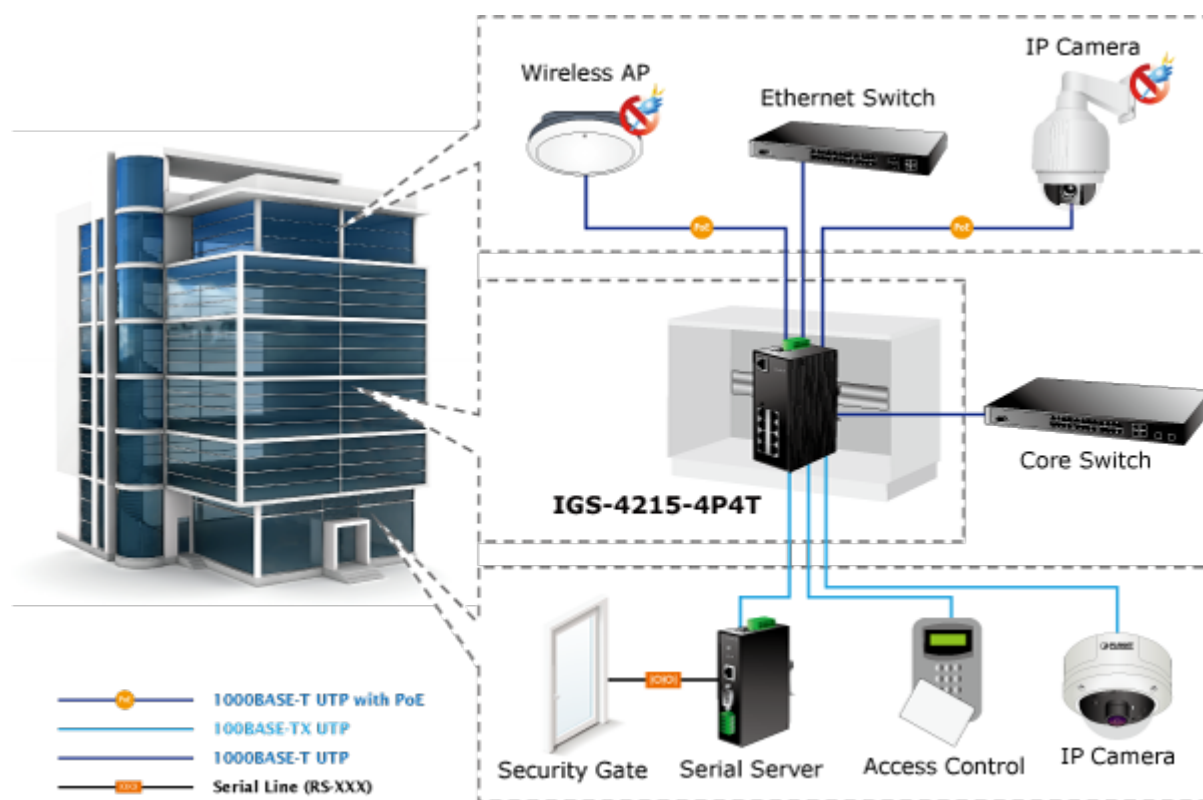 IP Camera
Wireless AP
Ethernet Switch
PoE
PoE
IGS-4215-4P4T
Core Switch
Security Gate
Serial Server
Access Control
IP Camera
PoE
1000BASE-T UTP with PoE
100BASE-TX UTP
1000BASE-T UTP
Serial Line (RS-XXX)